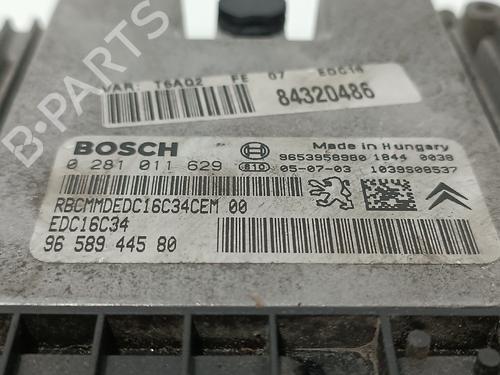 VAR: T6A02 FE 07 EDC16
84320486
BOSCH
Made in Hungary
0 281 011 629
9653958980 1844 0038
810 05-07-03 1039S08537
RBCMMDEDC16C34CEM 00
EDC16C34
96 589 445 80
B-PARTS